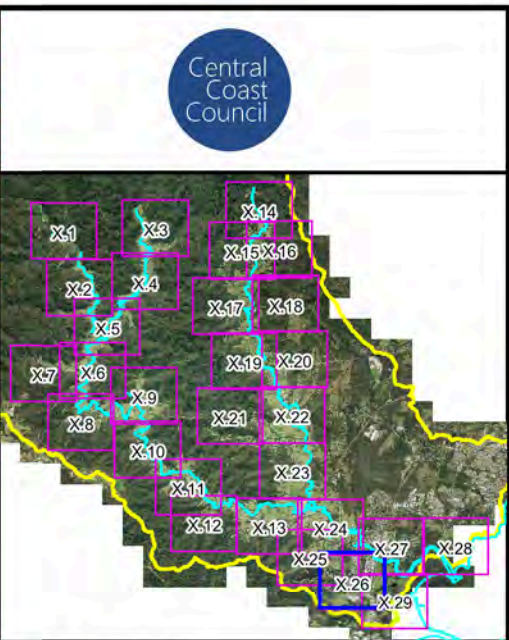 Central
Coast
Council
X.1
X.3
X.14
X.15
X.16
X.2
X.4
X.17
X.18
X.5
X.19
X.20
X.7
X.6
X.9
X.8
X.21
X.22
X.10
X.23
X.11
X.12
X.13
X.24
X.25
X.27
X.28
X.26
X.29